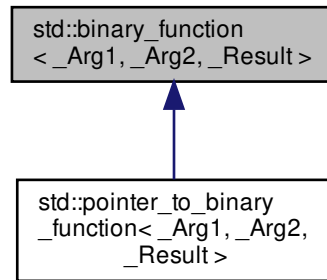 std::binary_function
< _Arg1, _Arg2, _Result >
std::pointer_to_binary
_function< _Arg1, _Arg2,
_Result >